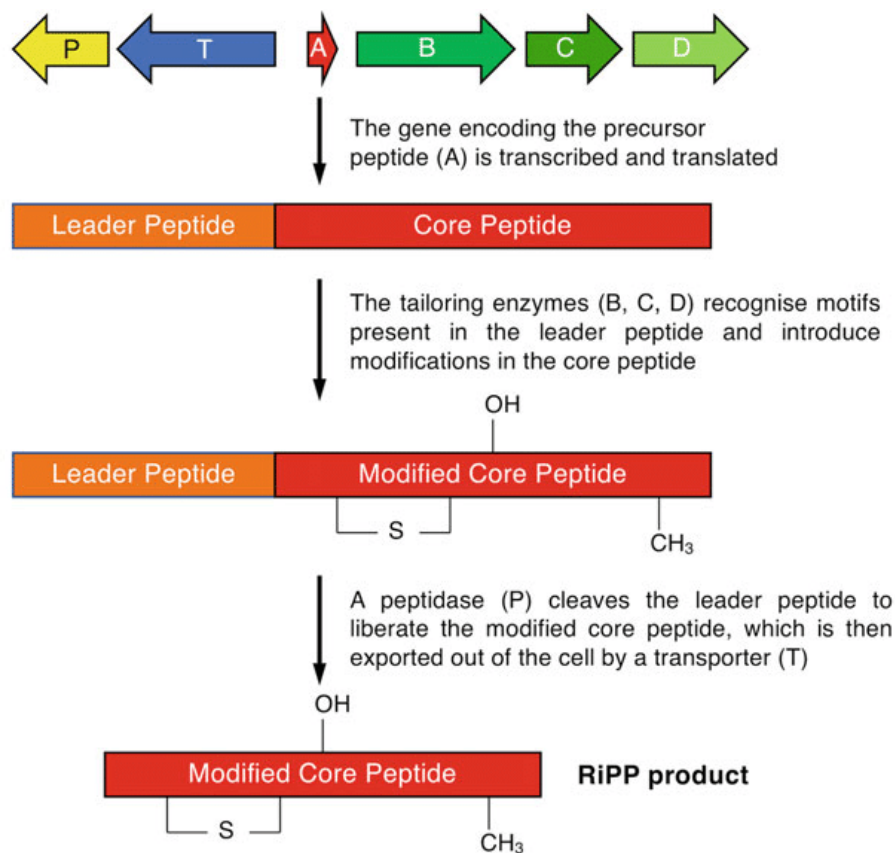 P T A B C D
The gene encoding the precursor
peptide (A) is transcribed and translated
Leader Peptide Core Peptide
The tailoring enzymes (B, C, D) recognise motifs
present in the leader peptide and introduce
modifications in the core peptide
OH
Leader Peptide Modified Core Peptide
S
CH₃
A peptidase (P) cleaves the leader peptide to
liberate the modified core peptide, which is then
exported out of the cell by a transporter (T)
OH
Modified Core Peptide RiPP product
S
CH₃